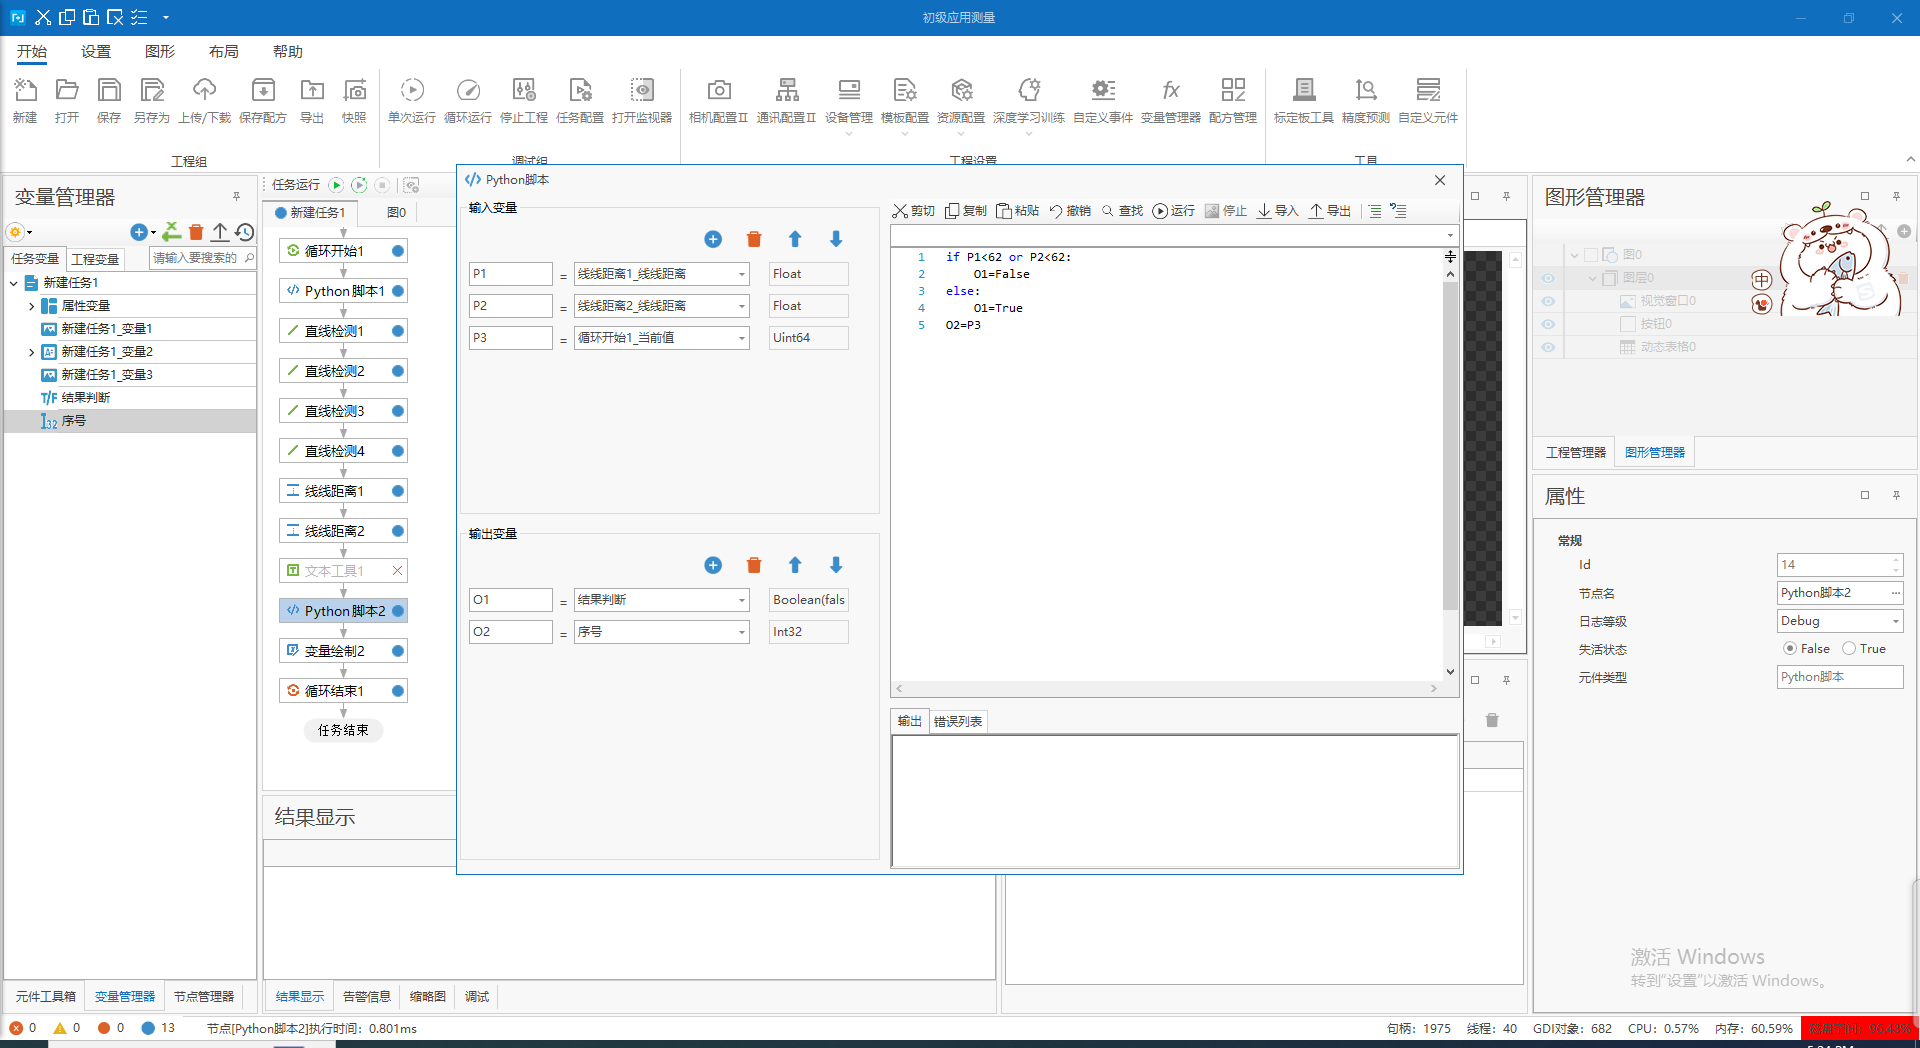 初级应用测量
开始 设置 图形 布局 帮助
新建 打开 保存 另存为 上传/下载 保存配方 导出 快照 单次运行 循环运行 停止工程 任务配置 打开监视器 相机配置II 通讯配置II 设备管理 模板配置 资源配置 深度学习训练 自定义事件 变量管理器 配方管理 标定板工具 精度预测 自定义元件
工程组 调试组 工程设置 工具
变量管理器
任务变量 工程变量 请输入要搜索的
新建任务1
属性变量
新建任务1_变量1
新建任务1_变量2
新建任务1_变量3
T/F 结果判断
I32 序号
元件工具箱 变量管理器 节点管理器
任务运行
新建任务1 图0
循环开始1
Python脚本1
直线检测1
直线检测2
直线检测3
直线检测4
线线距离1
线线距离2
文本工具1
Python脚本2
变量绘制2
循环结束1
任务结束
结果显示
结果显示 告警信息 缩略图 调试
Python脚本
输入变量
P1 = 线线距离1_线线距离 Float
P2 = 线线距离2_线线距离 Float
P3 = 循环开始1_当前值 Uint64
输出变量
O1 = 结果判断 Boolean(fals
O2 = 序号 Int32
剪切 复制 粘贴 撤销 查找 运行 停止 导入 导出
1 if P1<62 or P2<62:
2 O1=False
3 else:
4 O1=True
5 O2=P3
输出 错误列表
图形管理器
图0
图层0
视觉窗口0
按钮0
动态表格0
中
工程管理器 图形管理器
属性
常规
Id 14
节点名 Python脚本2 ...
日志等级 Debug
失活状态 False True
元件类型 Python脚本
激活 Windows
转到"设置"以激活 Windows。
0 0 0 13 节点[Python脚本2]执行时间：0.801ms
句柄：1975 线程：40 GDI对象：682 CPU：0.57% 内存：60.59%